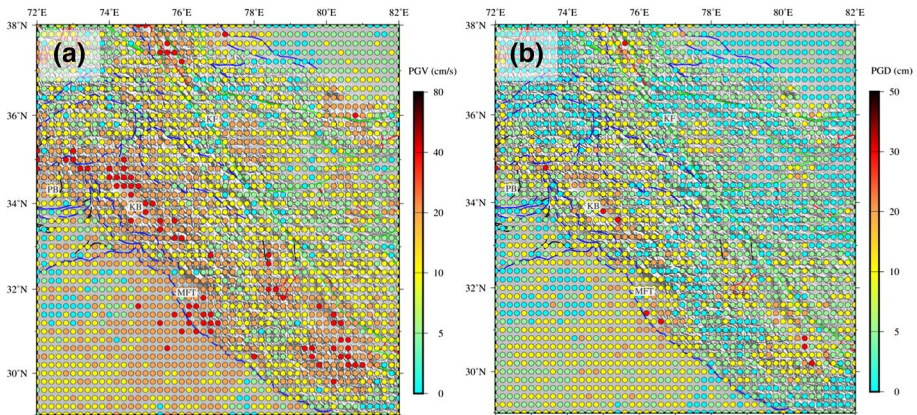 72˚E 74˚E 76˚E 78˚E 80˚E 82˚E
38˚N
36˚N
34˚N
32˚N
30˚N
(a)
KF
PB
KB
MFT
PGV (cm/s)
80
40
20
10
5
0
72˚E 74˚E 76˚E 78˚E 80˚E 82˚E
38˚N
36˚N
34˚N
32˚N
30˚N
(b)
KF
PB
KB
MFT
PGD (cm)
50
30
20
10
5
0